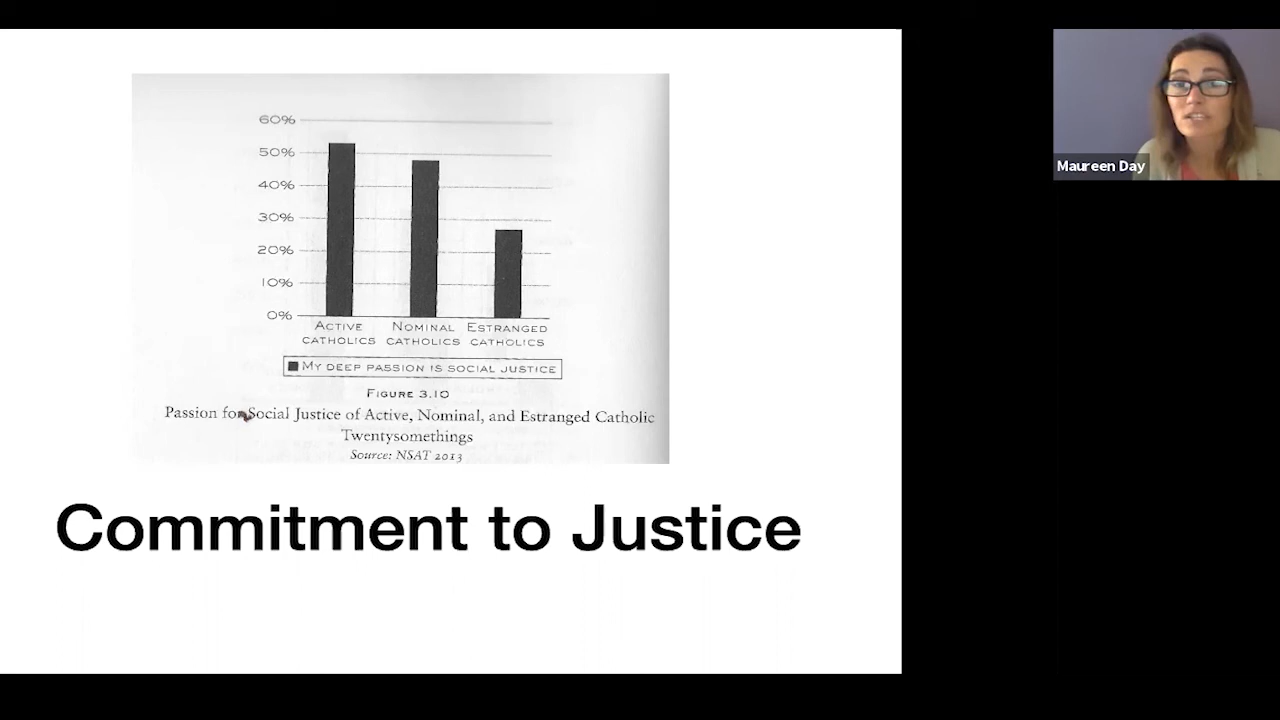 60%
50%
40%
30%
20%
10%
0%
ACTIVE CATHOLICS
NOMINAL CATHOLICS
ESTRANGED CATHOLICS
MY DEEP PASSION IS SOCIAL JUSTICE
FIGURE 3.10
Passion for Social Justice of Active, Nominal, and Estranged Catholic
Twentysomethings
Source: NSAT 2013
Commitment to Justice
Maureen Day